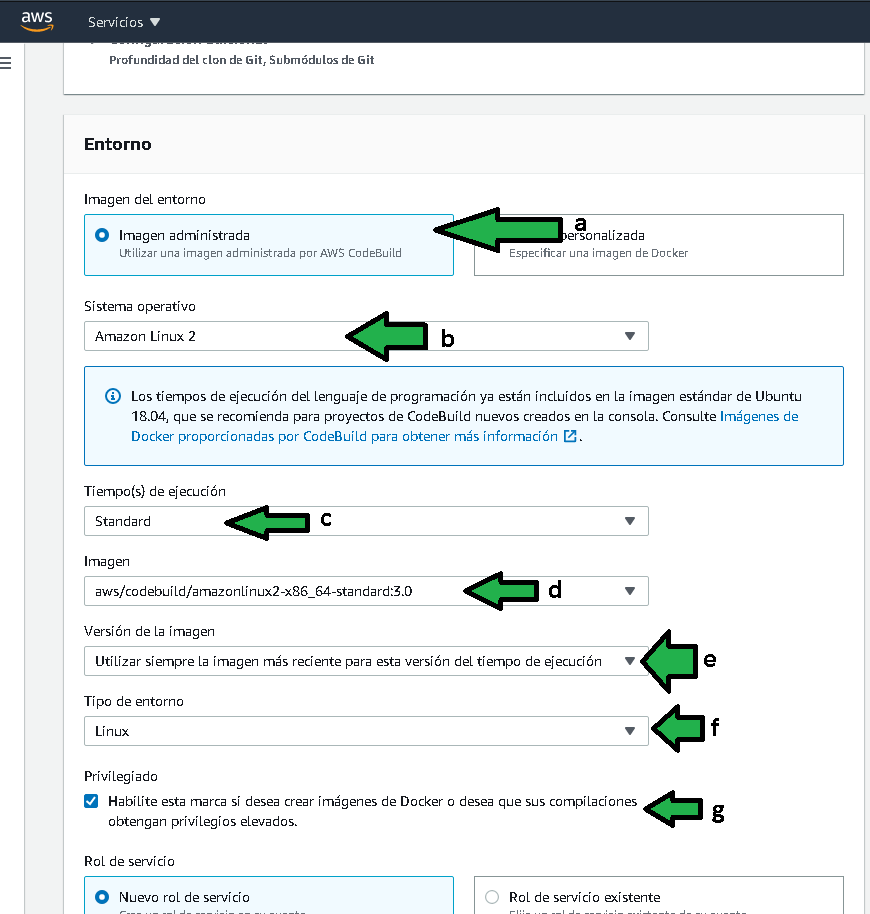 aws
Servicios
Configuración adicional
Profundidad del clon de Git, Submódulos de Git
Entorno
Imagen del entorno
Imagen administrada
Utilizar una imagen administrada por AWS CodeBuild
a
personalizada
Especificar una imagen de Docker
Sistema operativo
Amazon Linux 2
b
Los tiempos de ejecución del lenguaje de programación ya están incluidos en la imagen estándar de Ubuntu
18.04, que se recomienda para proyectos de CodeBuild nuevos creados en la consola. Consulte Imágenes de
Docker proporcionadas por CodeBuild para obtener más información .
Tiempo(s) de ejecución
Standard
c
Imagen
aws/codebuild/amazonlinux2-x86_64-standard:3.0
d
Versión de la imagen
Utilizar siempre la imagen más reciente para esta versión del tiempo de ejecución
e
Tipo de entorno
Linux
f
Privilegiado
Habilite esta marca si desea crear imágenes de Docker o desea que sus compilaciones
obtengan privilegios elevados.
g
Rol de servicio
Nuevo rol de servicio
Rol de servicio existente